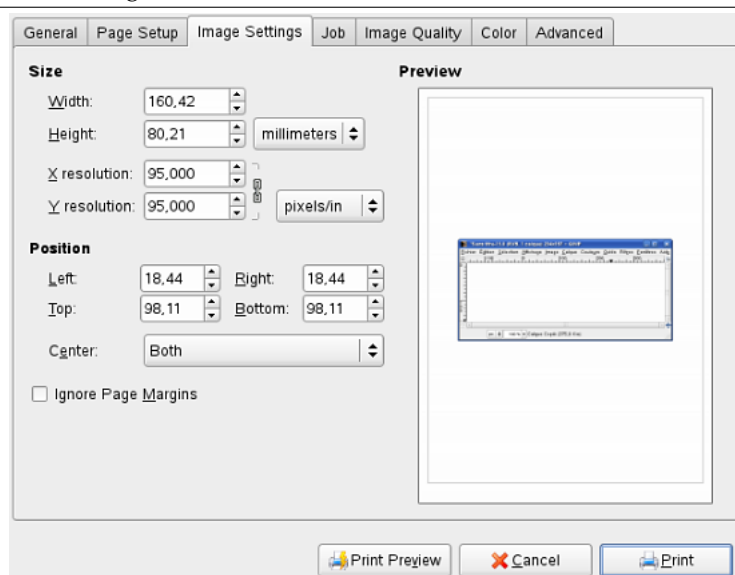 General Page Setup Image Settings Job Image Quality Color Advanced
Size
Width: 160,42
Height: 80,21 millimeters
X resolution: 95,000
Y resolution: 95,000 pixels/in
Position
Left: 18,44 Right: 18,44
Top: 98,11 Bottom: 98,11
Center: Both
Ignore Page Margins
Preview
Print Preview Cancel Print